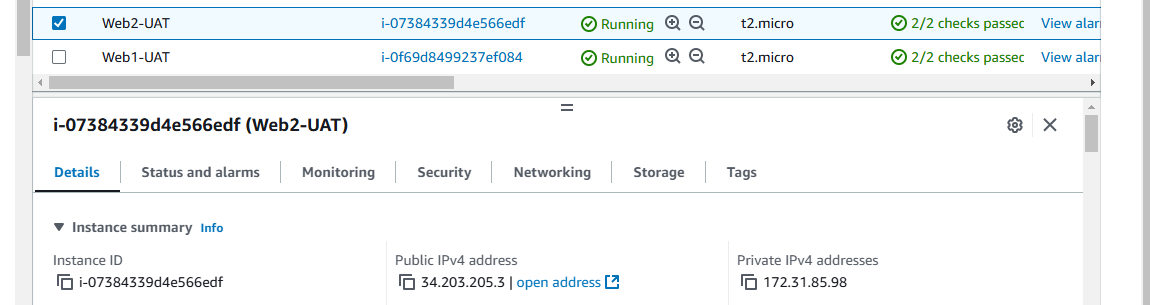 Web2-UAT i-07384339d4e566edf Running t2.micro 2/2 checks passec View alar
Web1-UAT i-0f69d8499237ef084 Running t2.micro 2/2 checks passec View alar
i-07384339d4e566edf (Web2-UAT)
Details Status and alarms Monitoring Security Networking Storage Tags
Instance summary Info
Instance ID Public IPv4 address Private IPv4 addresses
i-07384339d4e566edf 34.203.205.3 | open address 172.31.85.98